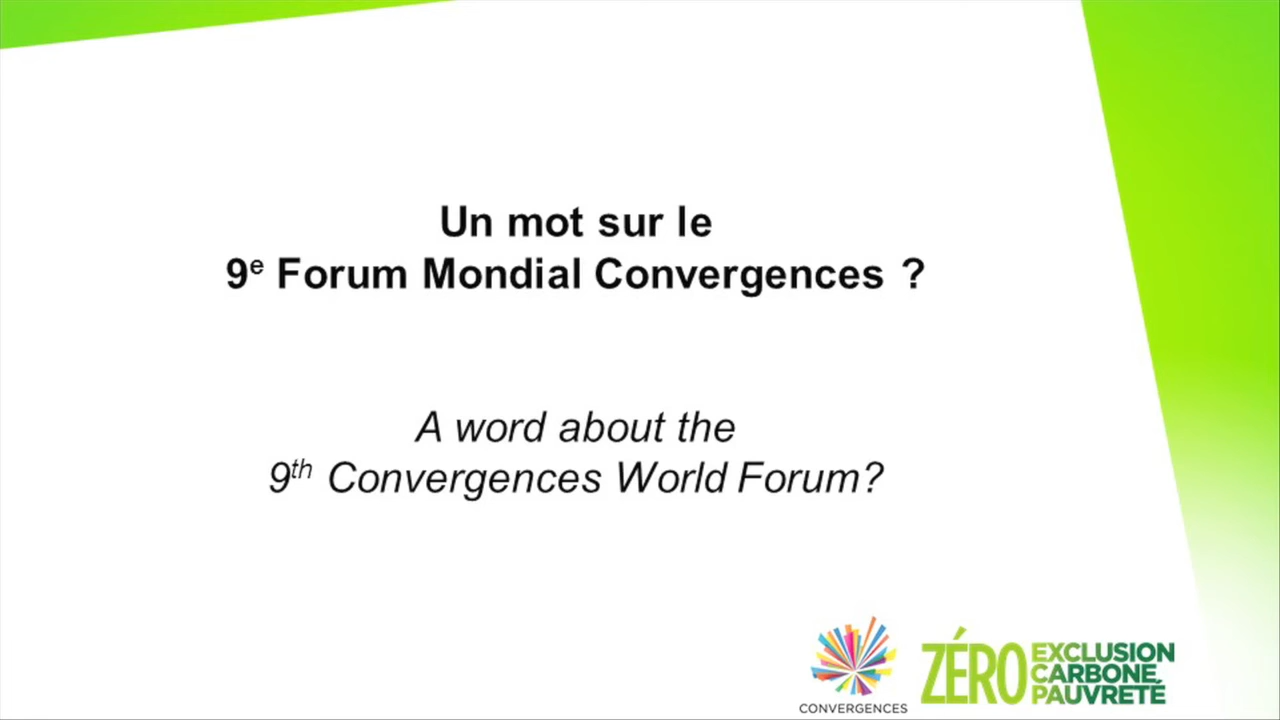 Un mot sur le
9e Forum Mondial Convergences ?
A word about the
9th Convergences World Forum?
CONVERGENCES
ZÉRO EXCLUSION
CARBONE
PAUVRETÉ